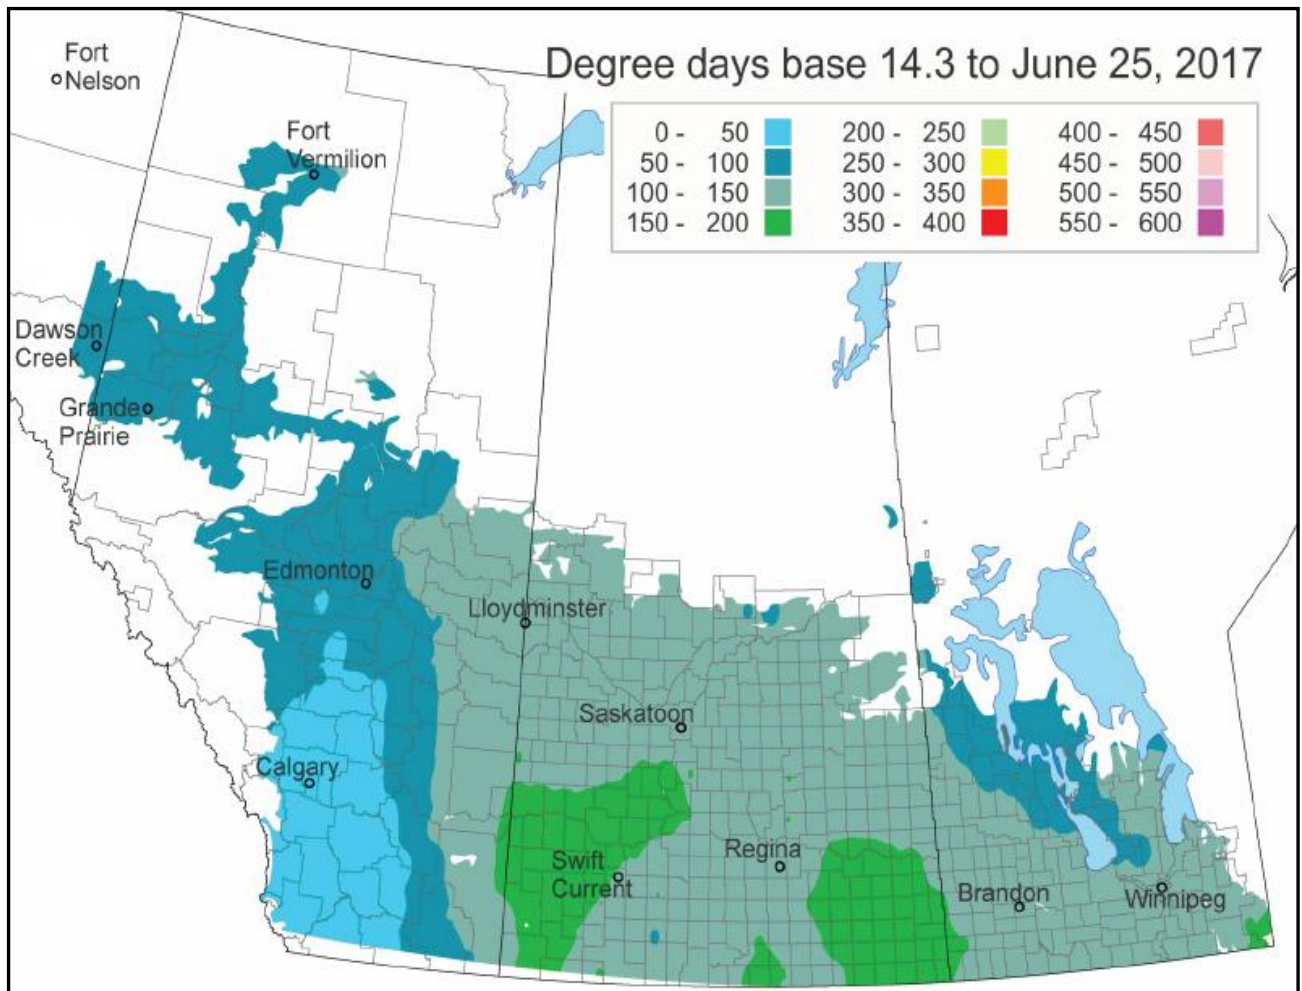 Degree days base 14.3 to June 25, 2017
0 - 50
50 - 100
100 - 150
150 - 200
200 - 250
250 - 300
300 - 350
350 - 400
400 - 450
450 - 500
500 - 550
550 - 600
Fort
Nelson
Fort
Vermilion
Dawson
Creek
Grande
Prairie
Edmonton
Lloydminster
Saskatoon
Calgary
Swift
Current
Regina
Brandon
Winnipeg